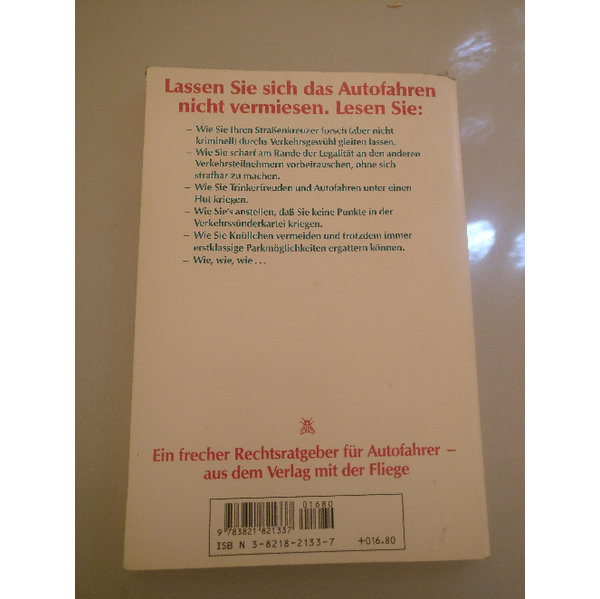 Lassen Sie sich das Autofahren
nicht vermiesen. Lesen Sie:
– Wie Sie Ihren Straßenkreuzer forsch (aber nicht
kriminell) durchs Verkehrsgewühl gleiten lassen.
– Wie Sie scharf am Rande der Legalität an den anderen
Verkehrsteilnehmern vorbeirauschen, ohne sich
strafbar zu machen.
– Wie Sie Trinkerfreuden und Autofahren unter einen
Hut kriegen.
– Wie Sie's anstellen, daß Sie keine Punkte in der
Verkehrssünderkartei kriegen.
– Wie Sie Knöllchen vermeiden und trotzdem immer
erstklassige Parkmöglichkeiten ergattern können.
– Wie, wie, wie . . .
Ein frecher Rechtsratgeber für Autofahrer –
aus dem Verlag mit der Fliege
01680
9 783821 821337
ISBN 3-8218-2133-7 +016.80